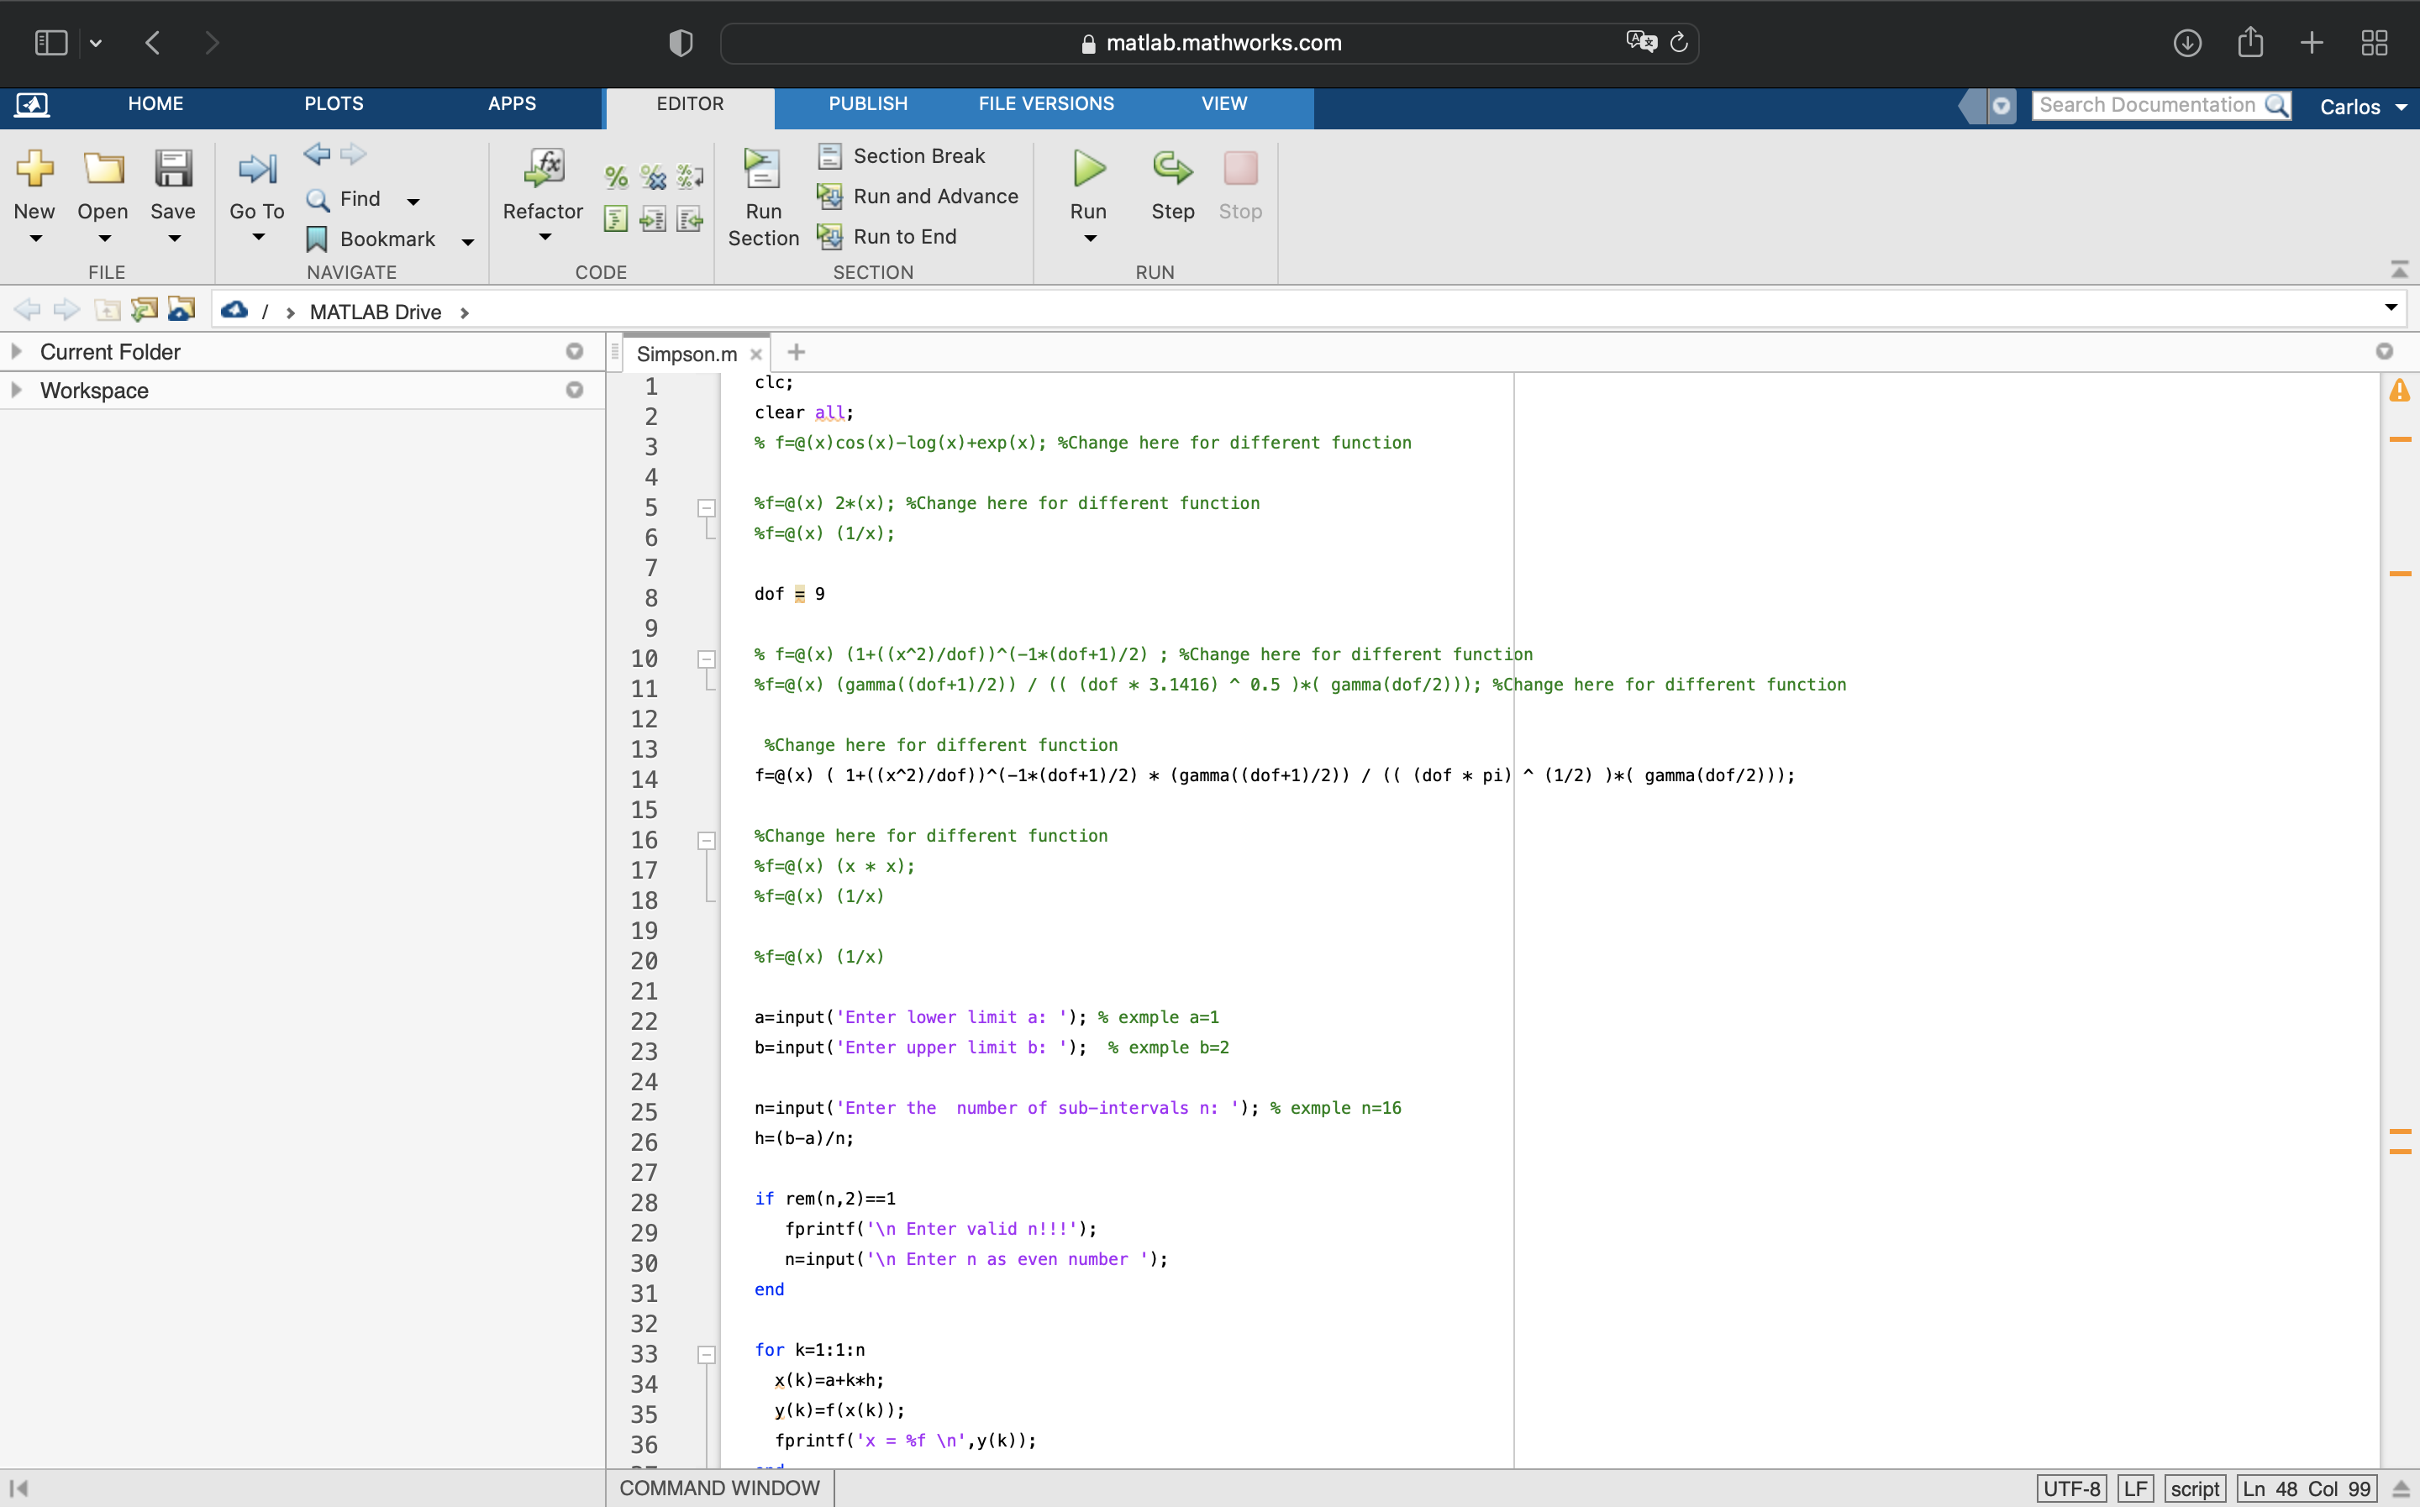 matlab.mathworks.com
HOME PLOTS APPS EDITOR PUBLISH FILE VERSIONS VIEW Search Documentation Carlos
New Open Save
FILE
Go To Find Bookmark
NAVIGATE
Refactor
CODE
Run Section
Section Break
Run and Advance
Run to End
SECTION
Run Step Stop
RUN
/ › MATLAB Drive ›
Current Folder
Workspace
Simpson.m × +
1 clc;
2 clear all;
3 % f=@(x)cos(x)-log(x)+exp(x); %Change here for different function
4
5 %f=@(x) 2*(x); %Change here for different function
6 %f=@(x) (1/x);
7
8 dof = 9
9
10 % f=@(x) (1+((x^2)/dof))^(-1*(dof+1)/2) ; %Change here for different function
11 %f=@(x) (gamma((dof+1)/2)) / (( (dof * 3.1416) ^ 0.5 )*( gamma(dof/2))); %Change here for different function
12
13 %Change here for different function
14 f=@(x) ( 1+((x^2)/dof))^(-1*(dof+1)/2) * (gamma((dof+1)/2)) / (( (dof * pi) ^ (1/2) )*( gamma(dof/2)));
15
16 %Change here for different function
17 %f=@(x) (x * x);
18 %f=@(x) (1/x)
19
20 %f=@(x) (1/x)
21
22 a=input('Enter lower limit a: '); % exmple a=1
23 b=input('Enter upper limit b: ');  % exmple b=2
24
25 n=input('Enter the  number of sub-intervals n: '); % exmple n=16
26 h=(b-a)/n;
27
28 if rem(n,2)==1
29 fprintf('\n Enter valid n!!!');
30 n=input('\n Enter n as even number ');
31 end
32
33 for k=1:1:n
34 x(k)=a+k*h;
35 y(k)=f(x(k));
36 fprintf('x = %f \n',y(k));
COMMAND WINDOW
UTF-8 LF script Ln 48 Col 99